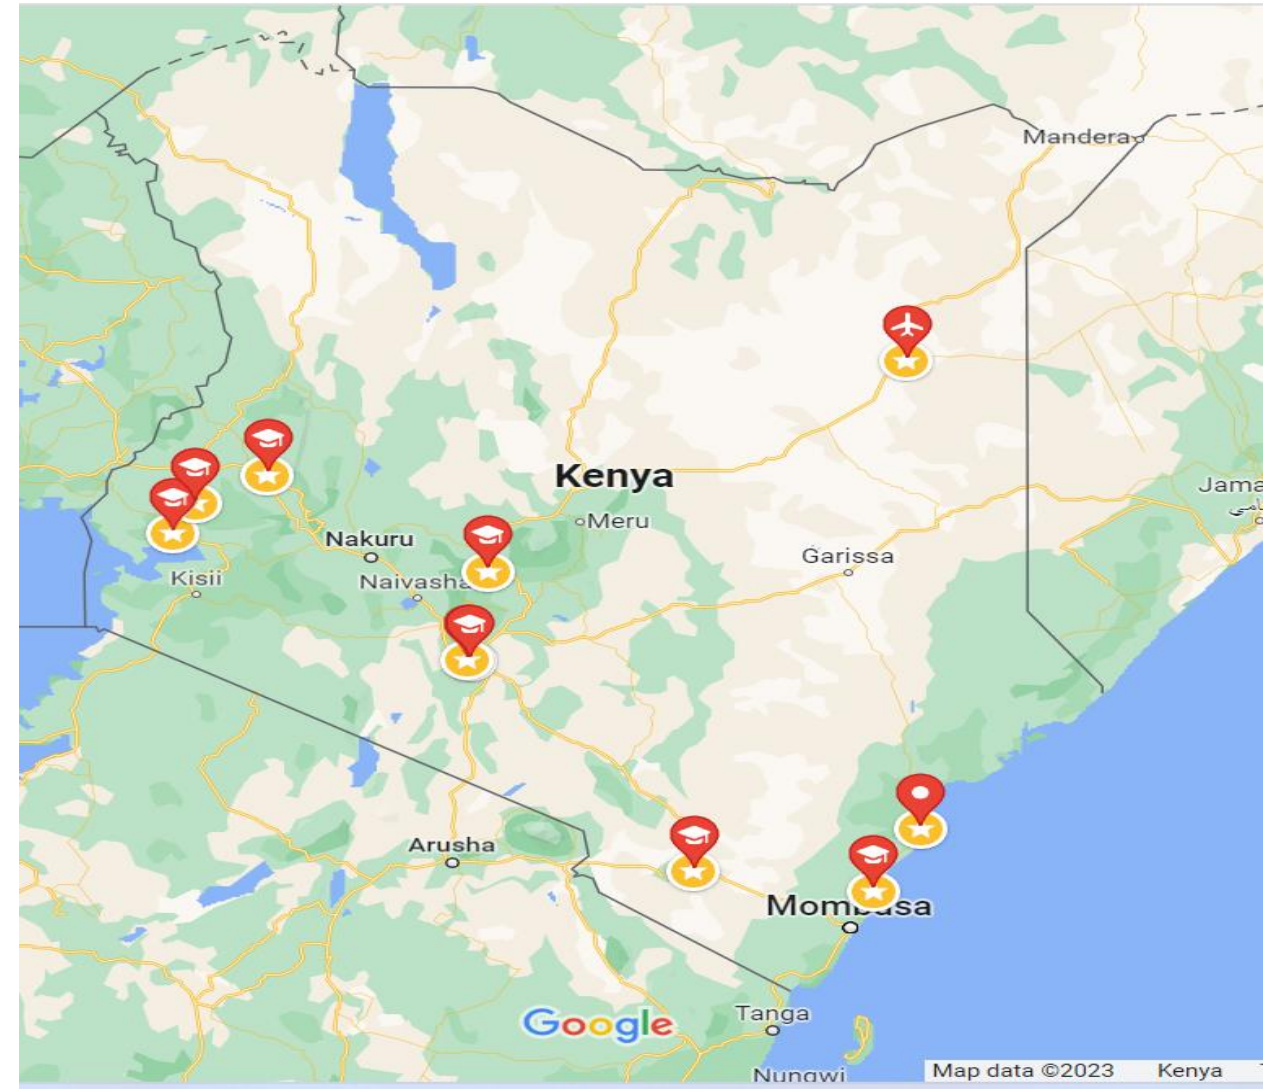 Mandera
Kenya
Jama
Meru
Nakuru
Garissa
Kisii
Naivasha
Arusha
Mombasa
Google
Tanga
Nungwi
Map data ©2023 Kenya